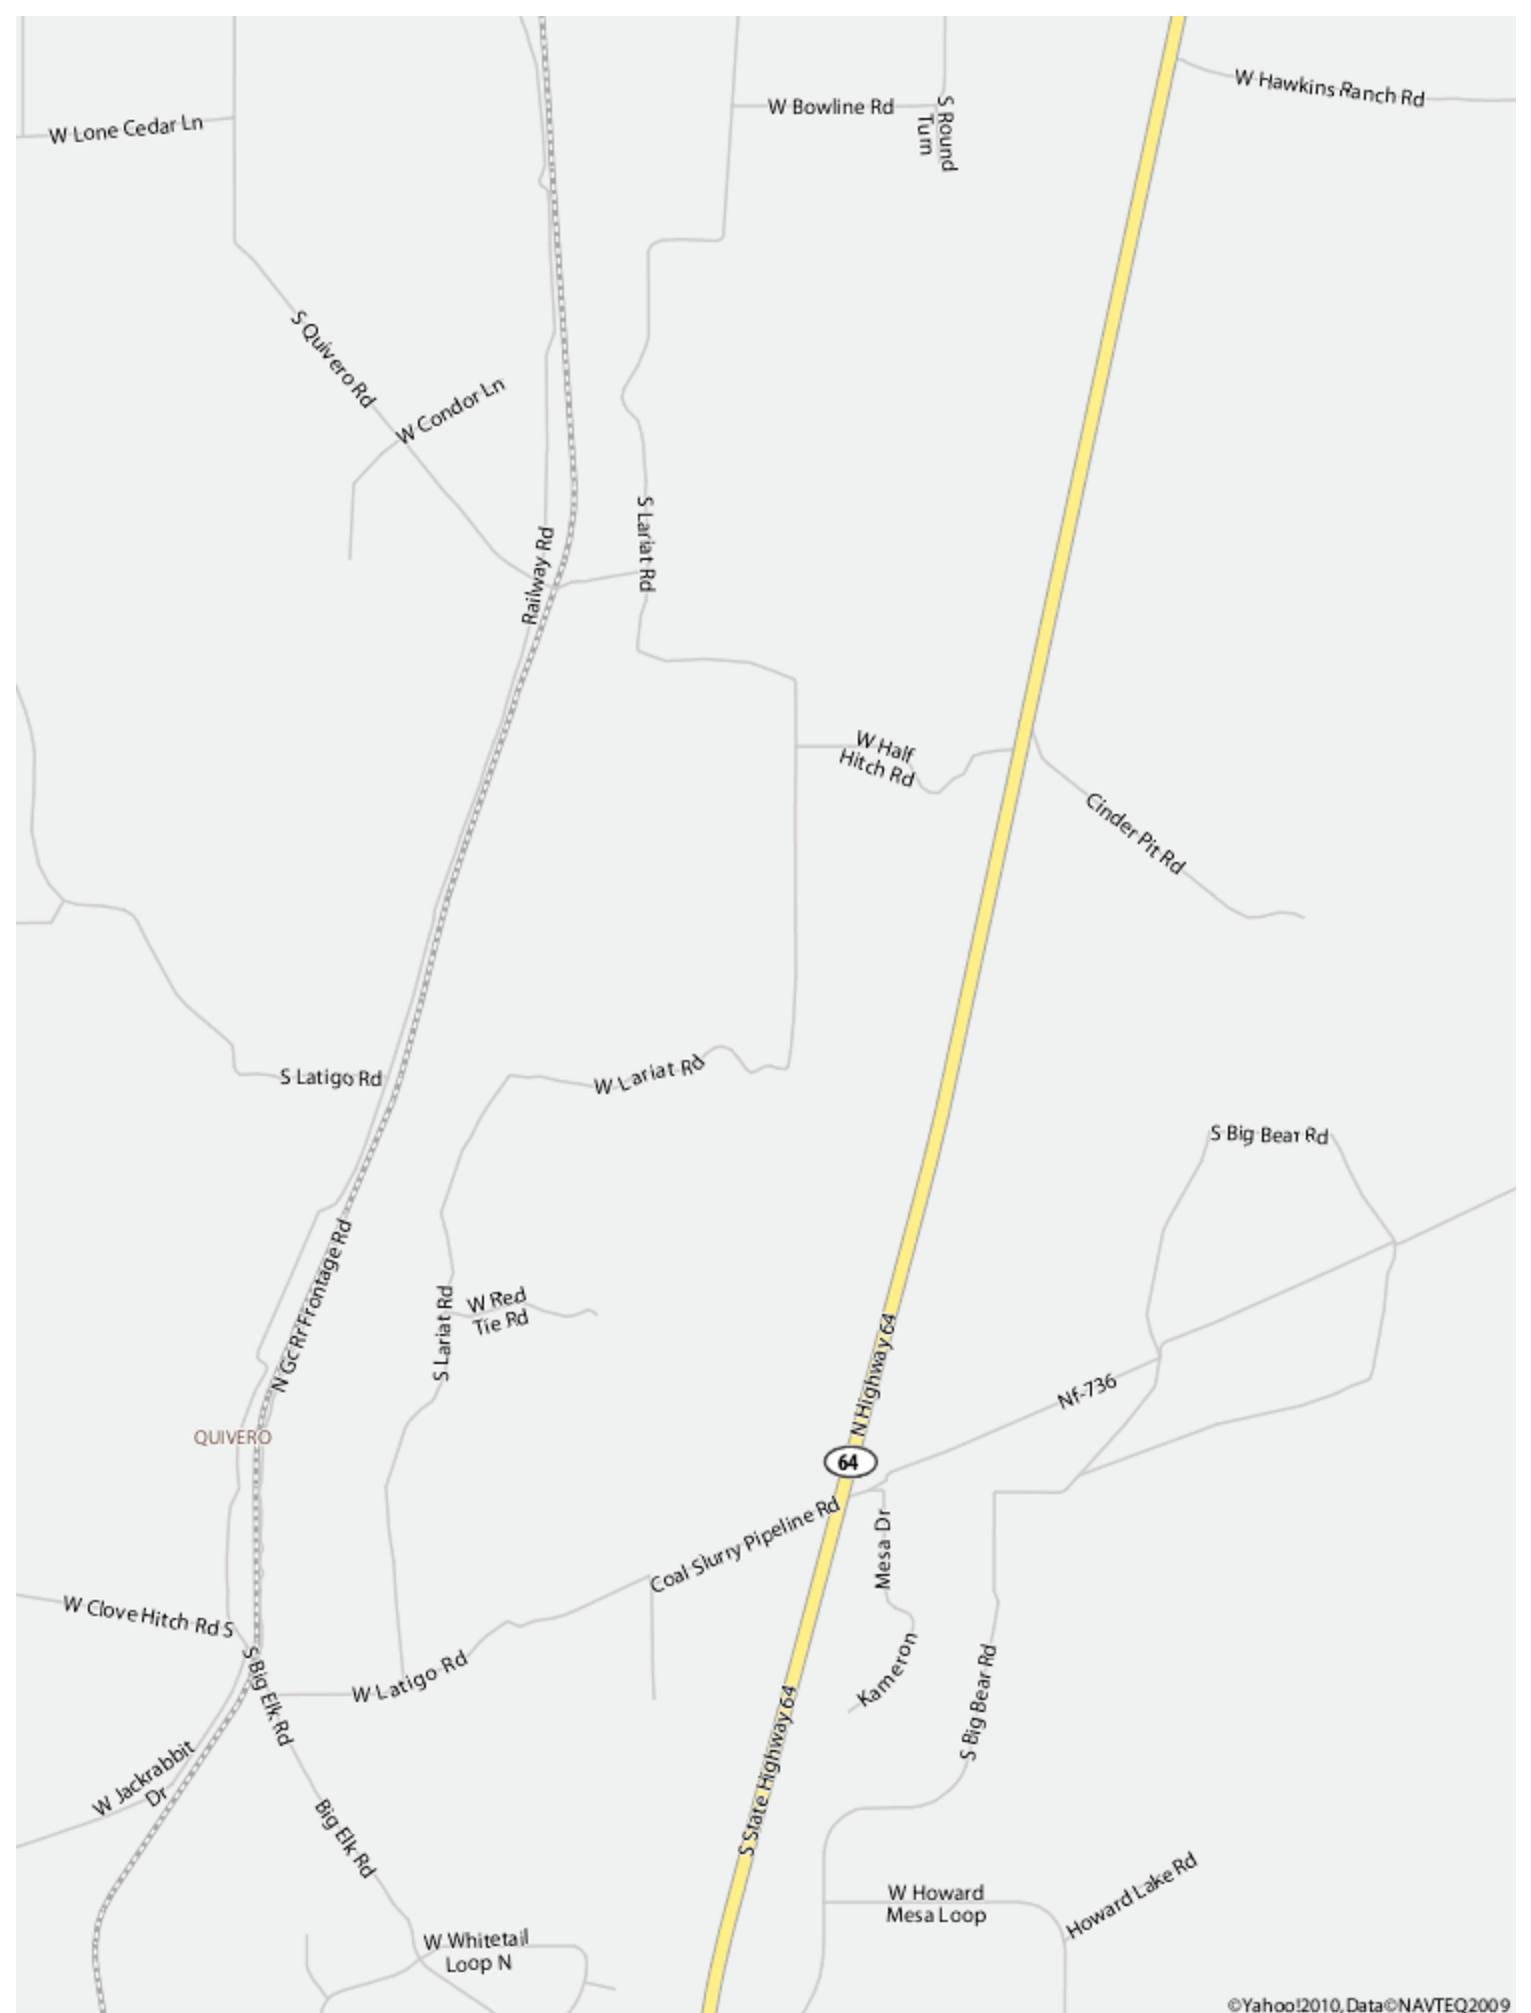 W Hawkins Ranch Rd
W Bowline Rd
S Round
Turn
W Lone Cedar Ln
S Quivero Rd
W Condor Ln
S Lariat Rd
Railway Rd
W Half
Hitch Rd
Cinder Pit Rd
W Lariat Rd
S Latigo Rd
S Big Bear Rd
N Gc Rr Frontage Rd
S Lariat Rd
W Red
Tie Rd
N Highway 64
Nf-736
QUIVERO
64
Coal Slurry Pipeline Rd
Mesa Dr
W Clove Hitch Rd S
S Big Elk Rd
W Latigo Rd
Kameron
S Big Bear Rd
S State Highway 64
W Jackrabbit
Dr
Big Elk Rd
W Howard
Mesa Loop
Howard Lake Rd
W Whitetail
Loop N
©Yahoo!2010, Data©NAVTEQ2009